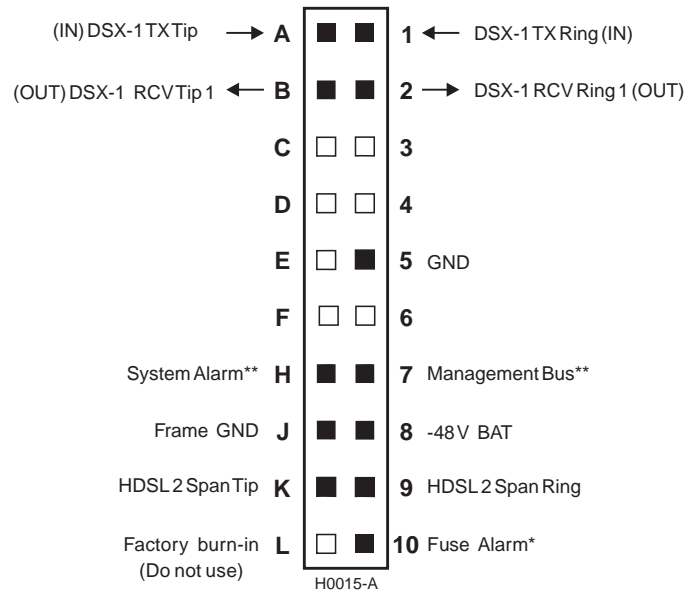 (IN) DSX-1 TX Tip A 1 DSX-1 TX Ring (IN)
(OUT) DSX-1 RCV Tip 1 B 2 DSX-1 RCV Ring 1 (OUT)
C 3
D 4
E 5 GND
F 6
System Alarm** H 7 Management Bus**
Frame GND J 8 -48V BAT
HDSL2 Span Tip K 9 HDSL2 Span Ring
Factory burn-in L 10 Fuse Alarm*
(Do not use)
H0015-A